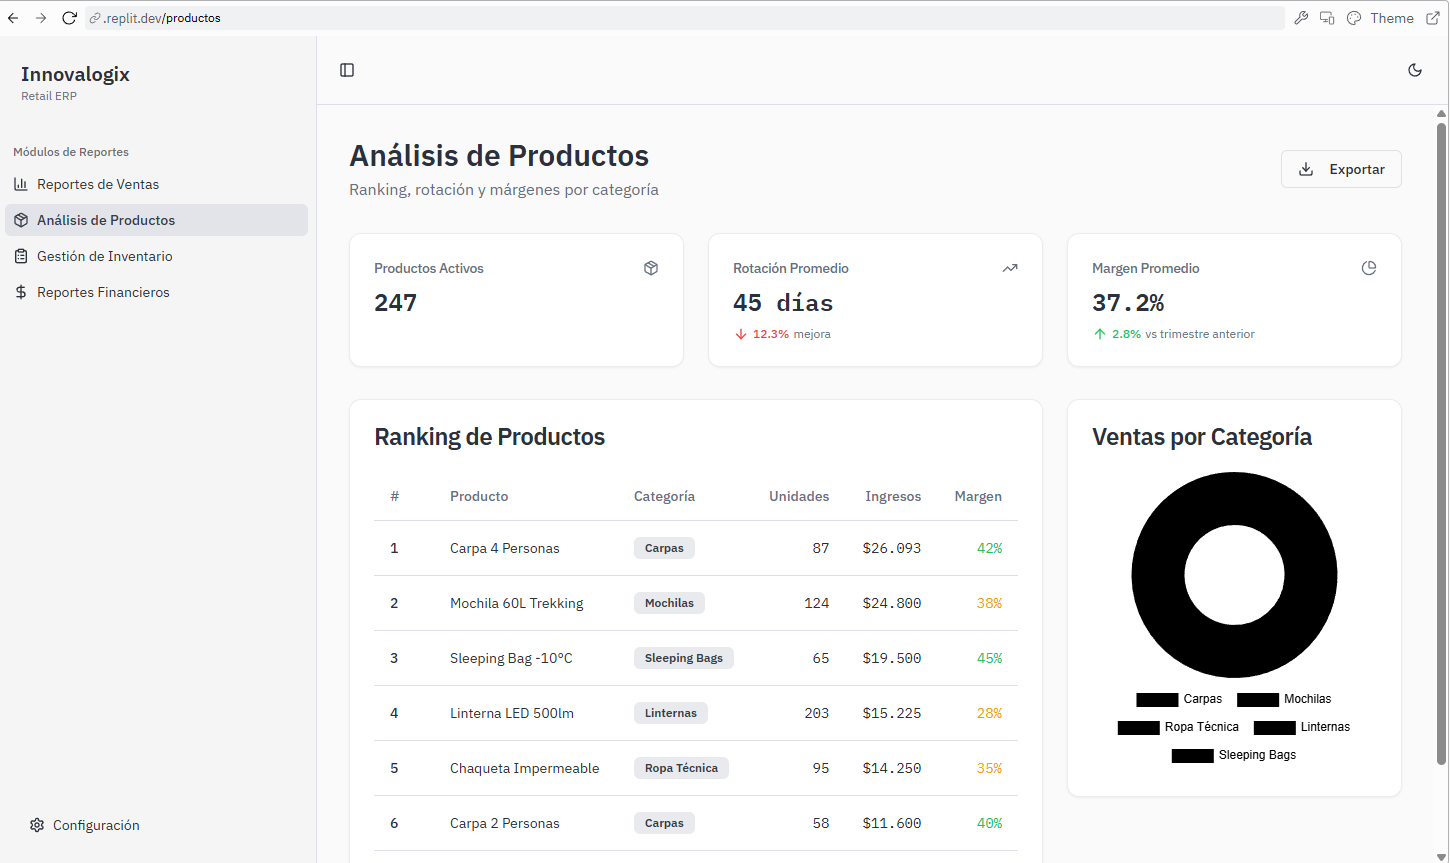 .replit.dev/productos
Theme
Innovalogix
Retail ERP
Módulos de Reportes
Reportes de Ventas
Análisis de Productos
Gestión de Inventario
Reportes Financieros
Configuración
Análisis de Productos
Ranking, rotación y márgenes por categoría
Exportar
Productos Activos
247
Rotación Promedio
45 días
12.3% mejora
Margen Promedio
37.2%
2.8% vs trimestre anterior
Ranking de Productos
# Producto Categoría Unidades Ingresos Margen
1 Carpa 4 Personas Carpas 87 $26.093 42%
2 Mochila 60L Trekking Mochilas 124 $24.800 38%
3 Sleeping Bag -10°C Sleeping Bags 65 $19.500 45%
4 Linterna LED 500lm Linternas 203 $15.225 28%
5 Chaqueta Impermeable Ropa Técnica 95 $14.250 35%
6 Carpa 2 Personas Carpas 58 $11.600 40%
Ventas por Categoría
Carpas Mochilas
Ropa Técnica Linternas
Sleeping Bags